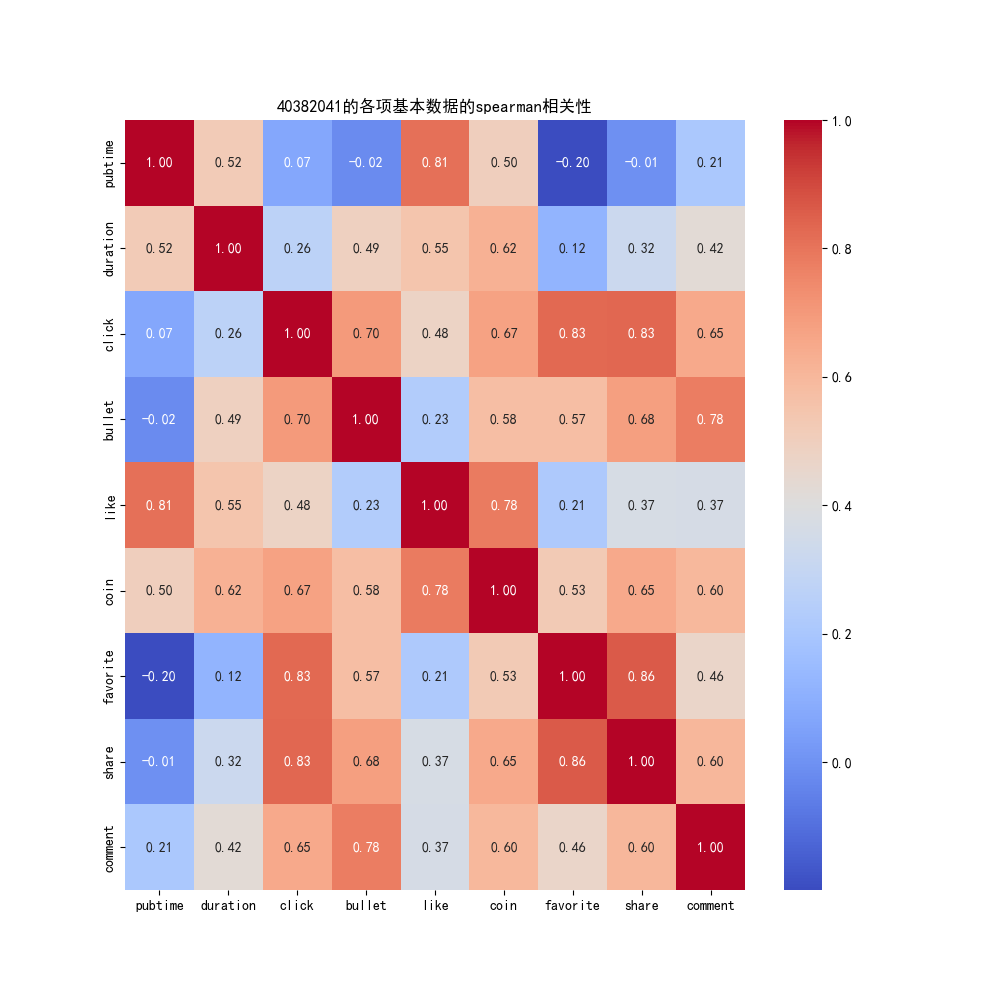 40382041的各项基本数据的spearman相关性
pubtime 1.00 0.52 0.07 -0.02 0.81 0.50 -0.20 -0.01 0.21
duration 0.52 1.00 0.26 0.49 0.55 0.62 0.12 0.32 0.42
click 0.07 0.26 1.00 0.70 0.48 0.67 0.83 0.83 0.65
bullet -0.02 0.49 0.70 1.00 0.23 0.58 0.57 0.68 0.78
like 0.81 0.55 0.48 0.23 1.00 0.78 0.21 0.37 0.37
coin 0.50 0.62 0.67 0.58 0.78 1.00 0.53 0.65 0.60
favorite -0.20 0.12 0.83 0.57 0.21 0.53 1.00 0.86 0.46
share -0.01 0.32 0.83 0.68 0.37 0.65 0.86 1.00 0.60
comment 0.21 0.42 0.65 0.78 0.37 0.60 0.46 0.60 1.00
pubtime duration click bullet like coin favorite share comment
1.0
0.8
0.6
0.4
0.2
0.0